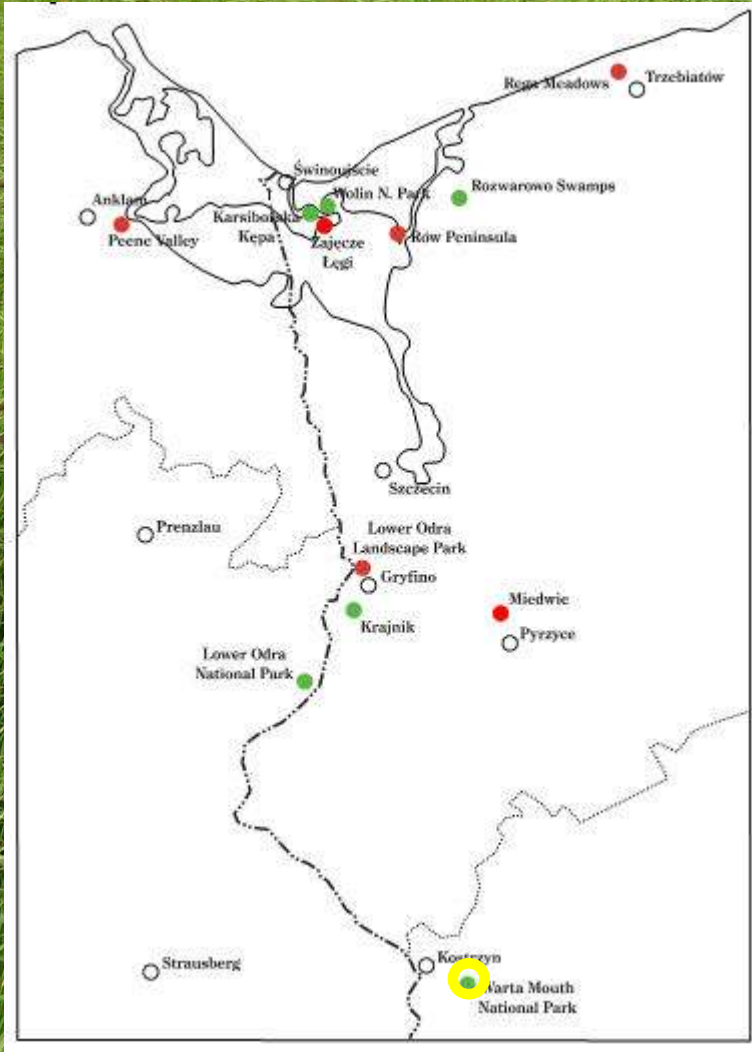 Rega Meadows
Trzebiatów
Świnoujście
Wolin N. Park
Rozwarowo Swamps
Anklam
Karsiborska
Kępa
Peene Valley
Zajęcze
Łęgi
Rów Peninsula
Szczecin
Prenzlau
Lower Odra
Landscape Park
Gryfino
Miedwie
Krajnik
Pyrzyce
Lower Odra
National Park
Kostrzyn
Strausberg
Warta Mouth
National Park